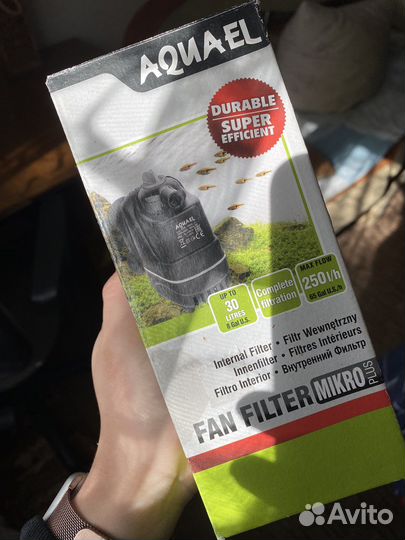 AQUAEL
DURABLE
SUPER
EFFICIENT
AQUAEL
UP TO
30
LITRES
8 Gal U.S.
Complete
filtration
MAX FLOW
250 l/h
65 Gal U.S./h
Internal Filter • Filtr Wewnętrzny
Innenfilter • Filtres Intérieurs
Filtro Interior • Внутренний Фильтр
FAN FILTER MIKRO PLUS
Avito